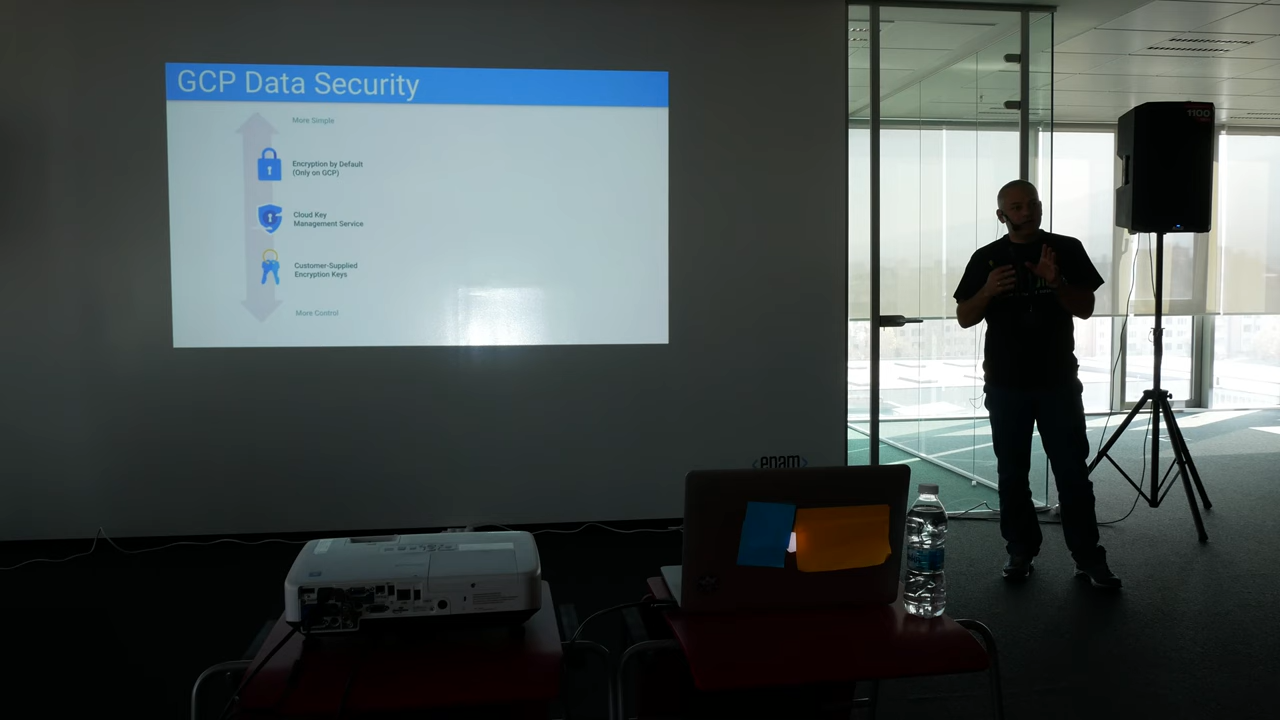 GCP Data Security
More Simple
Encryption by Default
(Only on GCP)
Cloud Key
Management Service
Customer-Supplied
Encryption Keys
More Control
<enam>